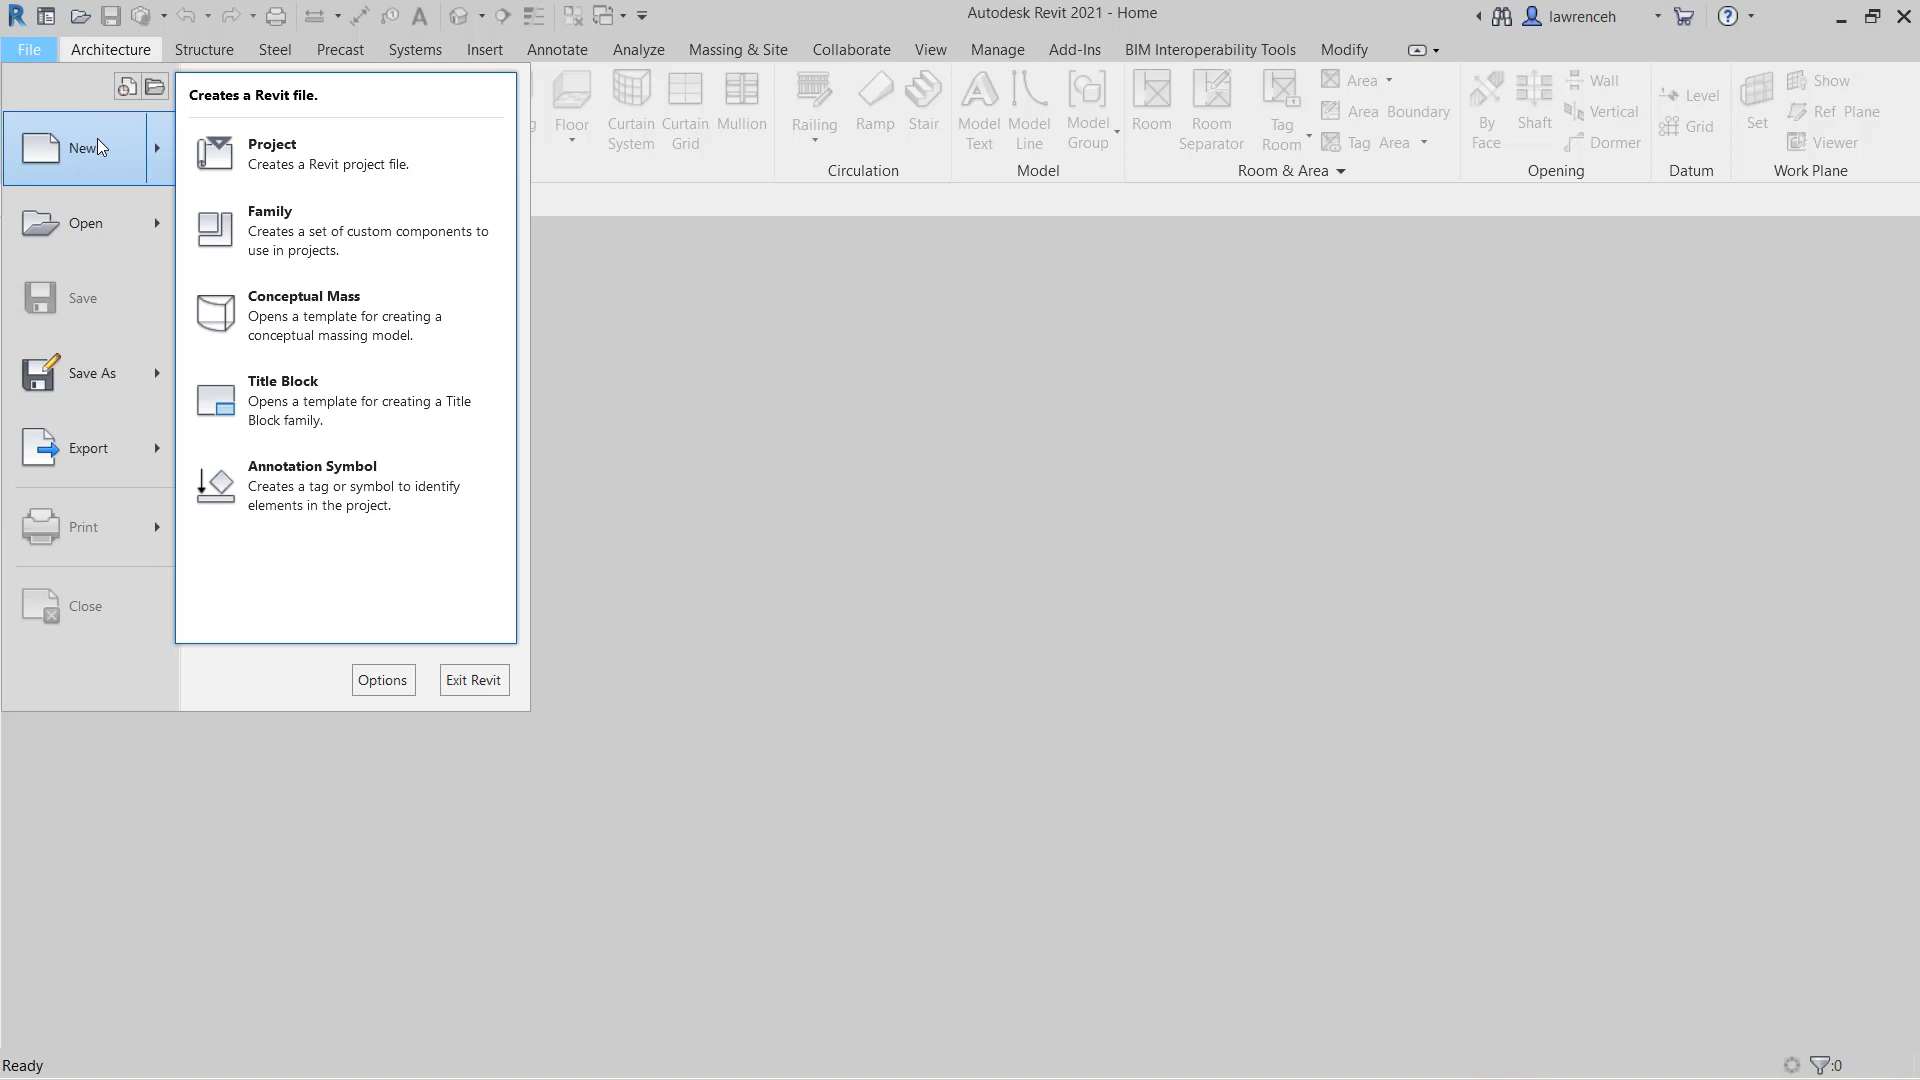 Autodesk Revit 2021 - Home
lawrenceh
File Architecture Structure Steel Precast Systems Insert Annotate Analyze Massing & Site Collaborate View Manage Add-Ins BIM Interoperability Tools Modify
New
Open
Save
Save As
Export
Print
Close
Creates a Revit file.
Project
Creates a Revit project file.
Family
Creates a set of custom components to
use in projects.
Conceptual Mass
Opens a template for creating a
conceptual massing model.
Title Block
Opens a template for creating a Title
Block family.
Annotation Symbol
Creates a tag or symbol to identify
elements in the project.
Options Exit Revit
Floor
Curtain
System
Curtain
Grid
Mullion
Railing
Ramp
Stair
Circulation
Model
Text
Model
Line
Model
Group
Model
Room
Room
Separator
Tag
Room
Area
Area Boundary
Tag Area
Room & Area
By
Face
Shaft
Wall
Vertical
Dormer
Opening
Level
Grid
Datum
Set
Show
Ref Plane
Viewer
Work Plane
Ready
:0